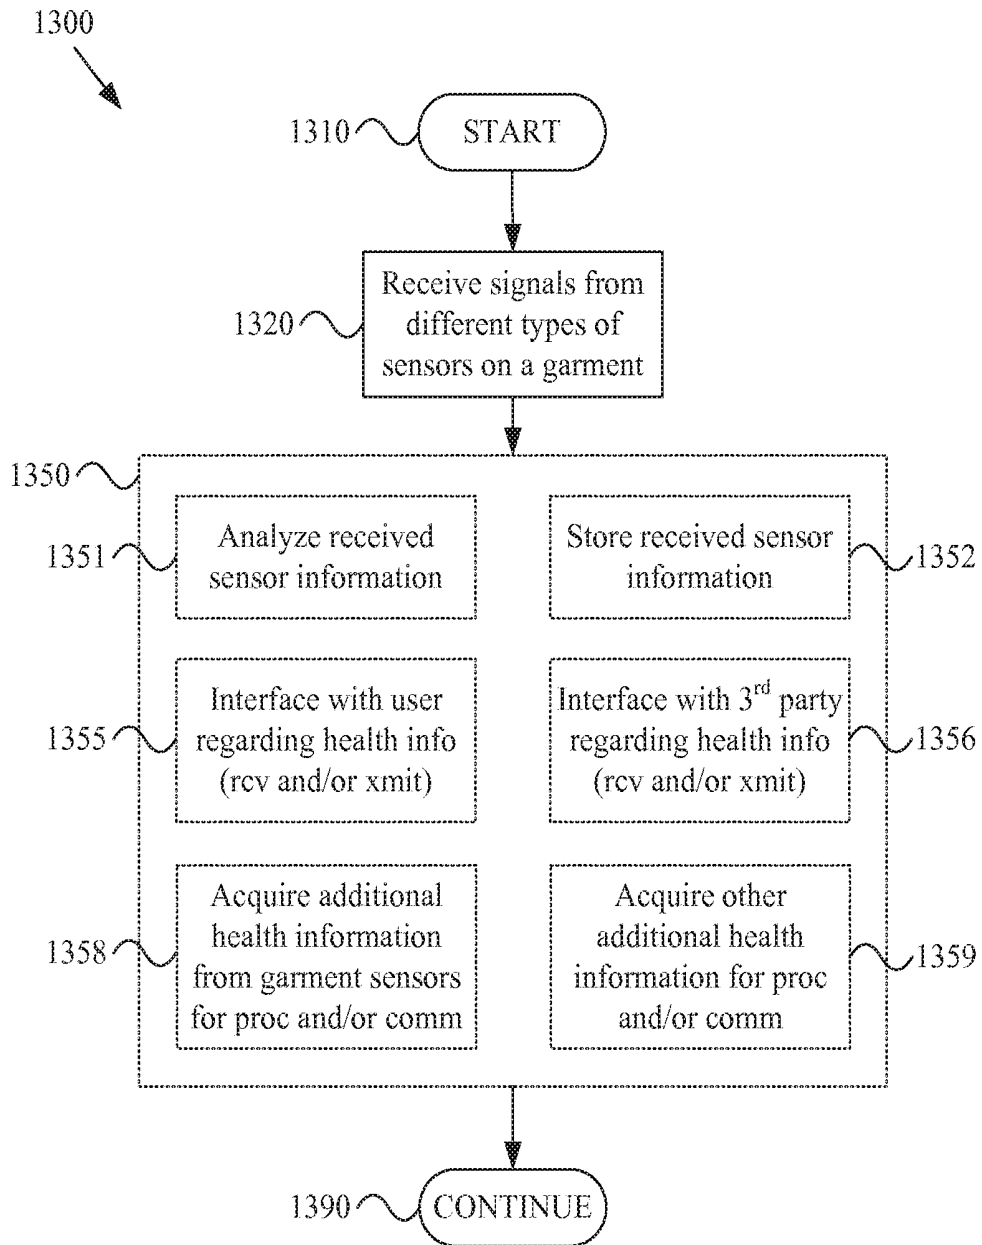 1300
1310
START
1320
Receive signals from
different types of
sensors on a garment
1350
1351
Analyze received
sensor information
Store received sensor
information
1352
1355
Interface with user
regarding health info
(rcv and/or xmit)
Interface with 3rd party
regarding health info
(rcv and/or xmit)
1356
1358
Acquire additional
health information
from garment sensors
for proc and/or comm
Acquire other
additional health
information for proc
and/or comm
1359
1390
CONTINUE